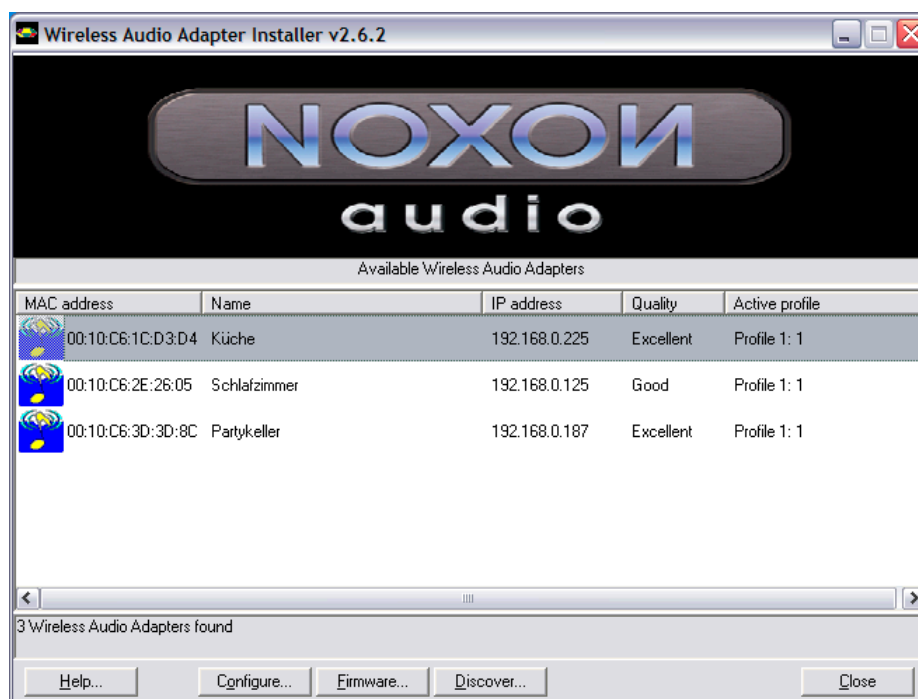 Wireless Audio Adapter Installer v2.6.2
NOXON
audio
Available Wireless Audio Adapters
MAC address Name IP address Quality Active profile
00:10:C6:1C:D3:D4 Küche 192.168.0.225 Excellent Profile 1: 1
00:10:C6:2E:26:05 Schlafzimmer 192.168.0.125 Good Profile 1: 1
00:10:C6:3D:3D:8C Partykeller 192.168.0.187 Excellent Profile 1: 1
3 Wireless Audio Adapters found
Help... Configure... Firmware... Discover... Close